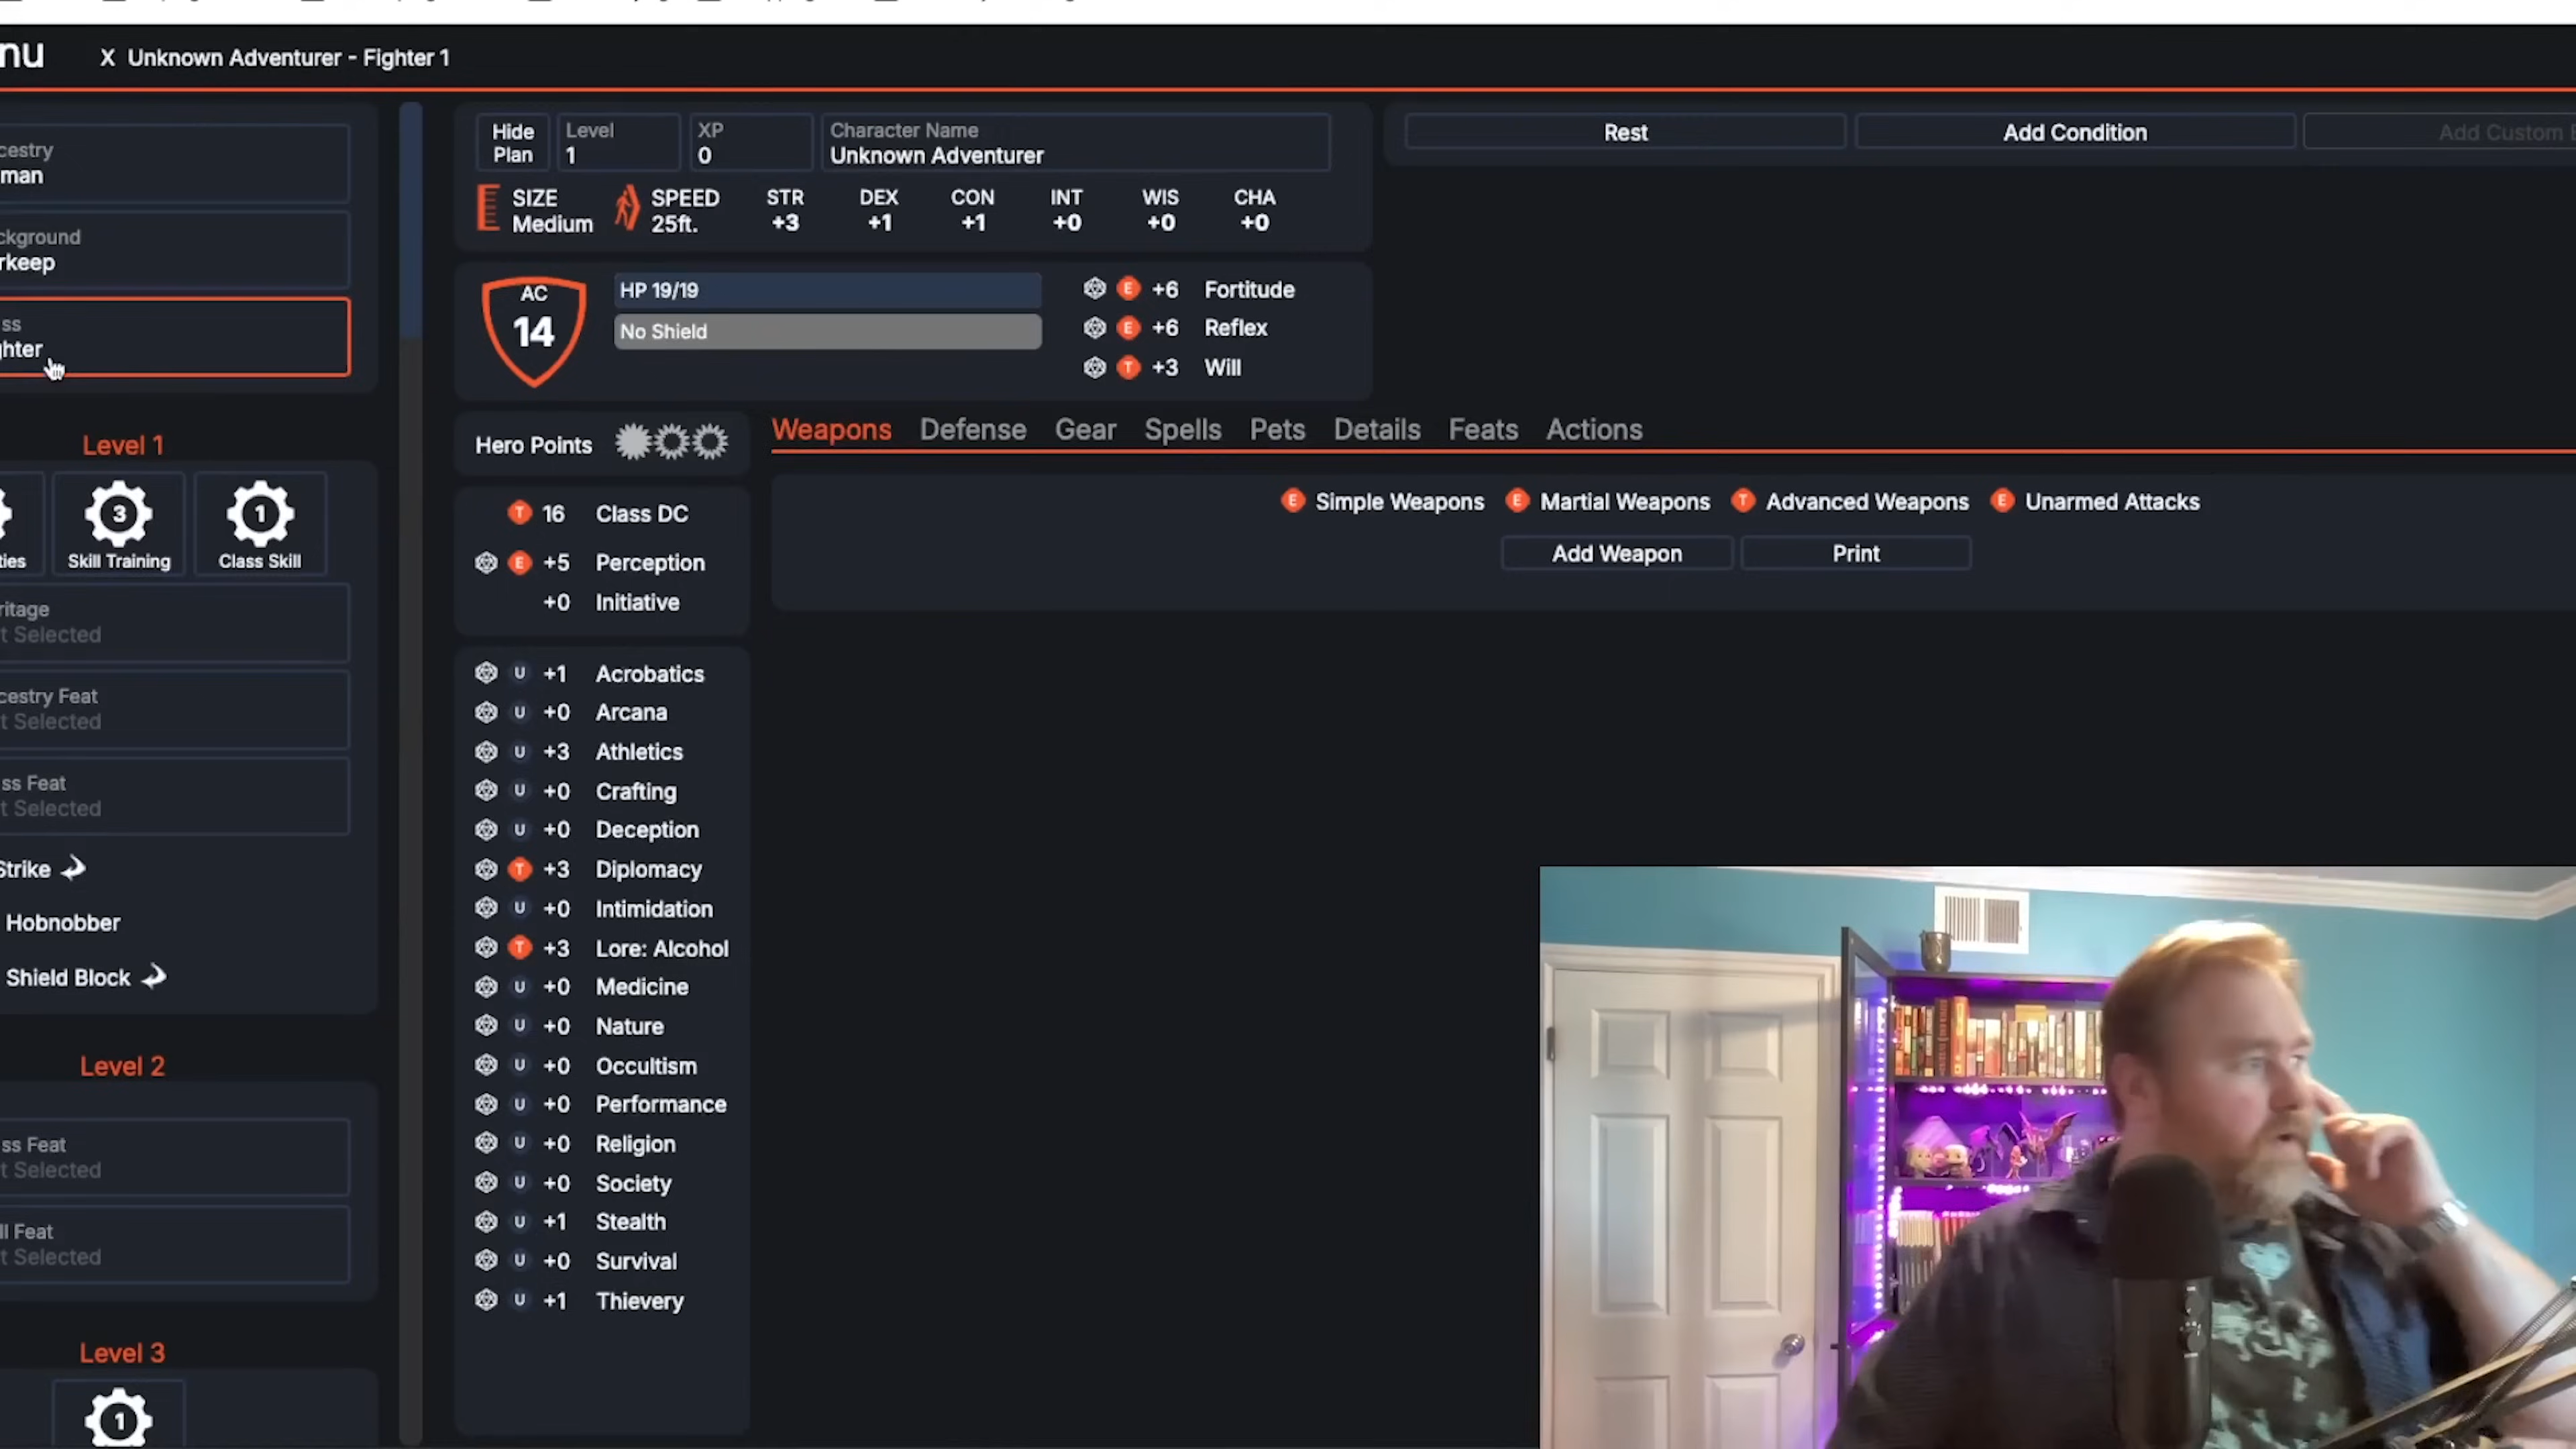 nu X Unknown Adventurer - Fighter 1
cestry
man
ckground
rkeep
ss
ghter
Level 1
ties
3
Skill Training
1
Class Skill
ritage
t Selected
cestry Feat
t Selected
ss Feat
t Selected
Strike
Hobnobber
Shield Block
Level 2
ss Feat
t Selected
ll Feat
t Selected
Level 3
1
Hide Plan
Level
1
XP
0
Character Name
Unknown Adventurer
SIZE
Medium
SPEED
25ft.
STR
+3
DEX
+1
CON
+1
INT
+0
WIS
+0
CHA
+0
Rest
Add Condition
Add Custom
AC
14
HP 19/19
No Shield
E +6 Fortitude
E +6 Reflex
T +3 Will
Hero Points
Weapons Defense Gear Spells Pets Details Feats Actions
T 16 Class DC
E +5 Perception
+0 Initiative
E Simple Weapons E Martial Weapons T Advanced Weapons E Unarmed Attacks
Add Weapon Print
U +1 Acrobatics
U +0 Arcana
U +3 Athletics
U +0 Crafting
U +0 Deception
T +3 Diplomacy
U +0 Intimidation
T +3 Lore: Alcohol
U +0 Medicine
U +0 Nature
U +0 Occultism
U +0 Performance
U +0 Religion
U +0 Society
U +1 Stealth
U +0 Survival
U +1 Thievery